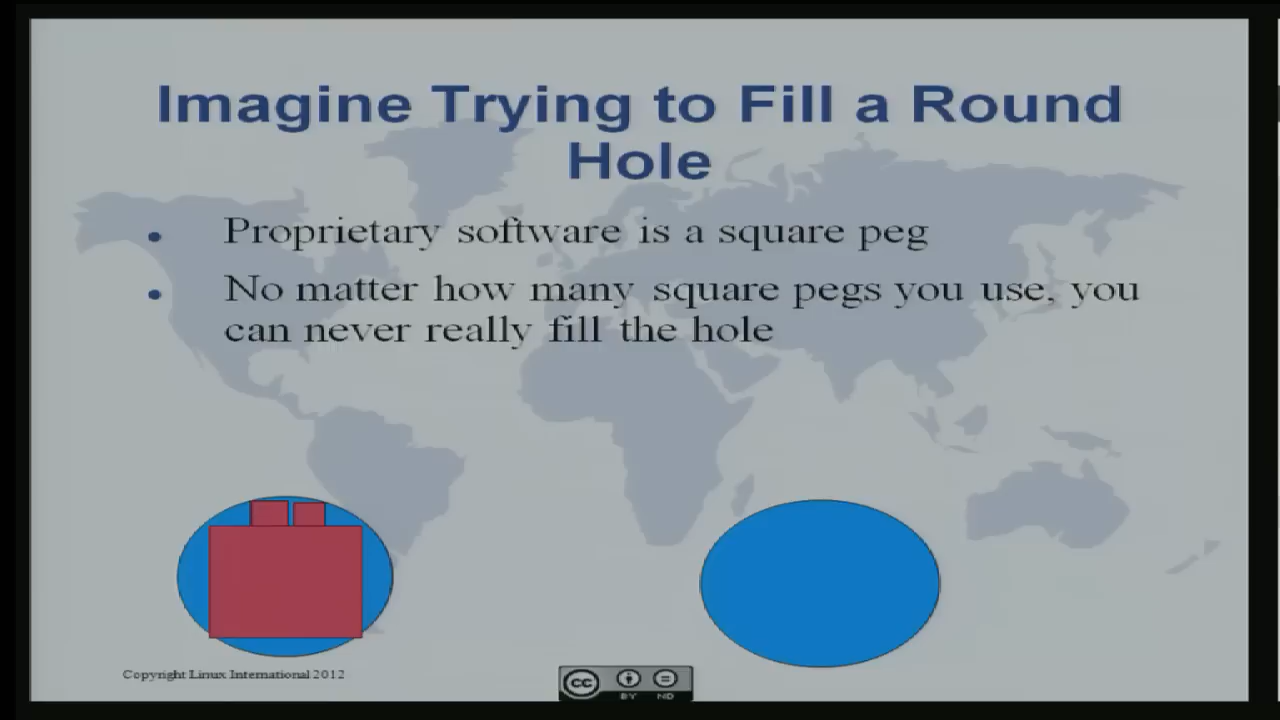 Imagine Trying to Fill a Round
Hole
Proprietary software is a square peg
No matter how many square pegs you use, you
can never really fill the hole
Copyright Linux International 2012
cc
BY ND